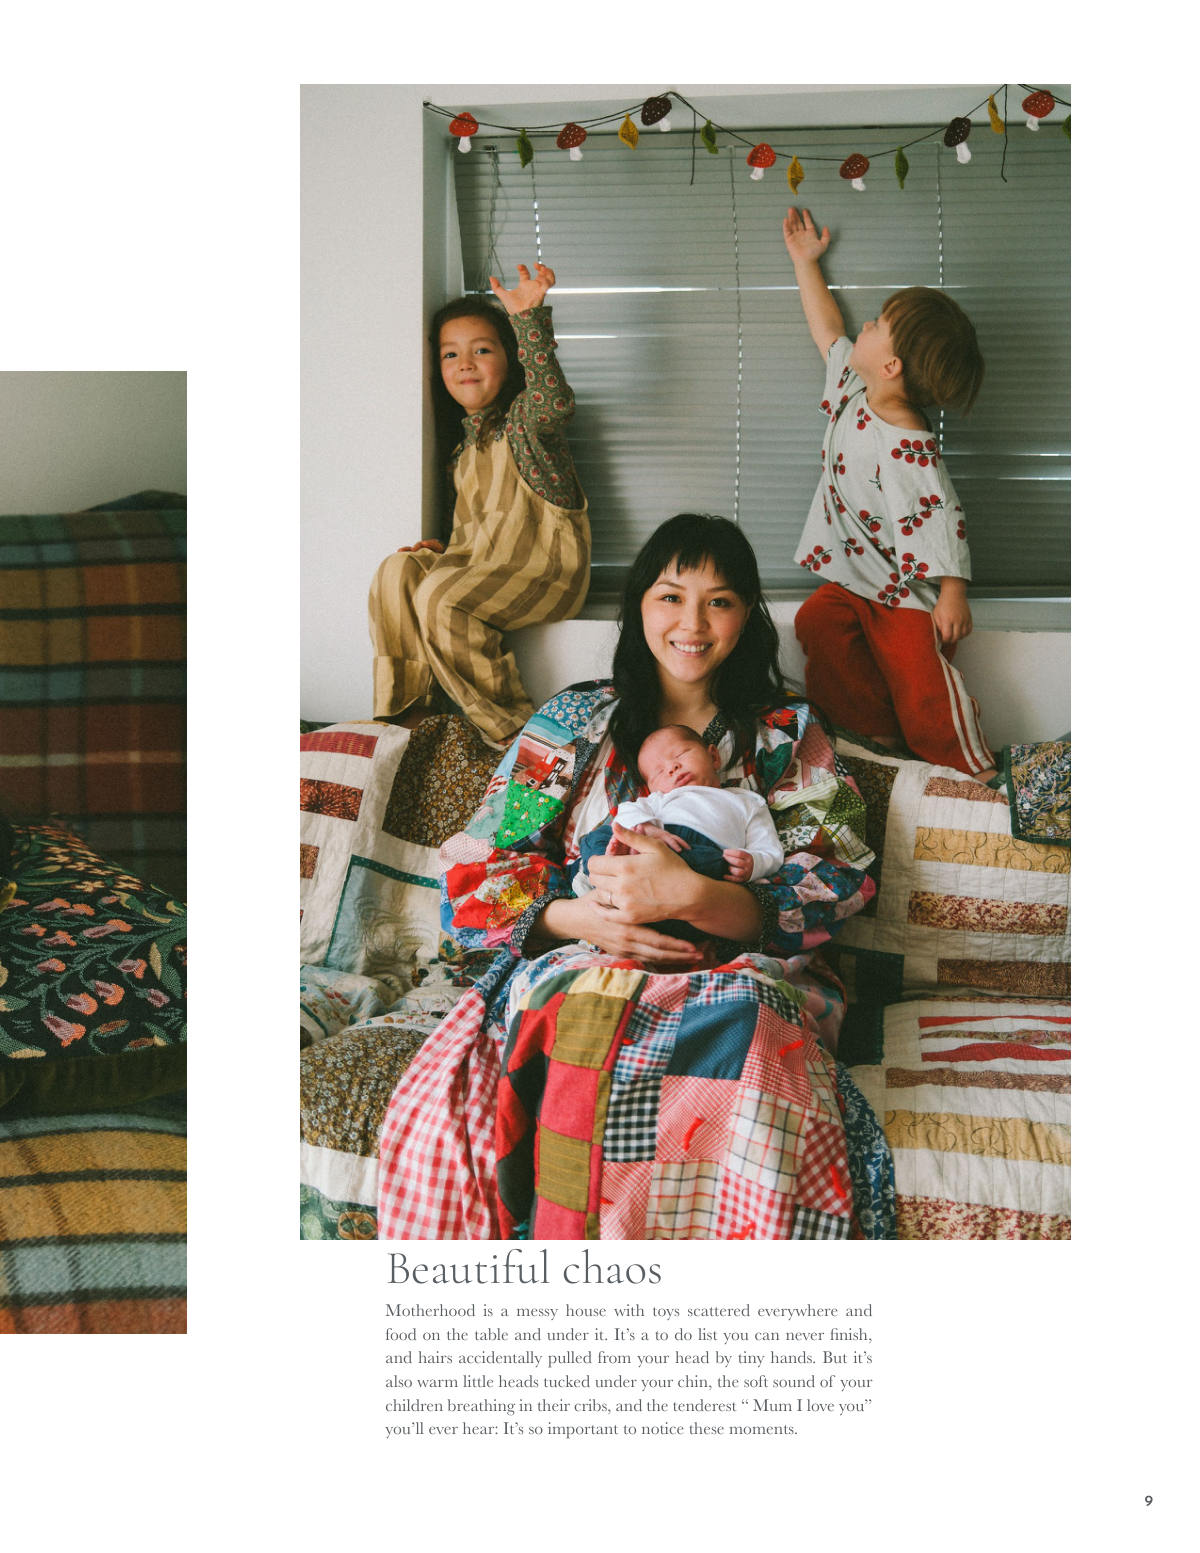 Beautiful chaos
Motherhood is a messy house with toys scattered everywhere and
food on the table and under it. It’s a to do list you can never finish,
and hairs accidentally pulled from your head by tiny hands. But it’s
also warm little heads tucked under your chin, the soft sound of your
children breathing in their cribs, and the tenderest “ Mum I love you”
you’ll ever hear: It’s so important to notice these moments.
9